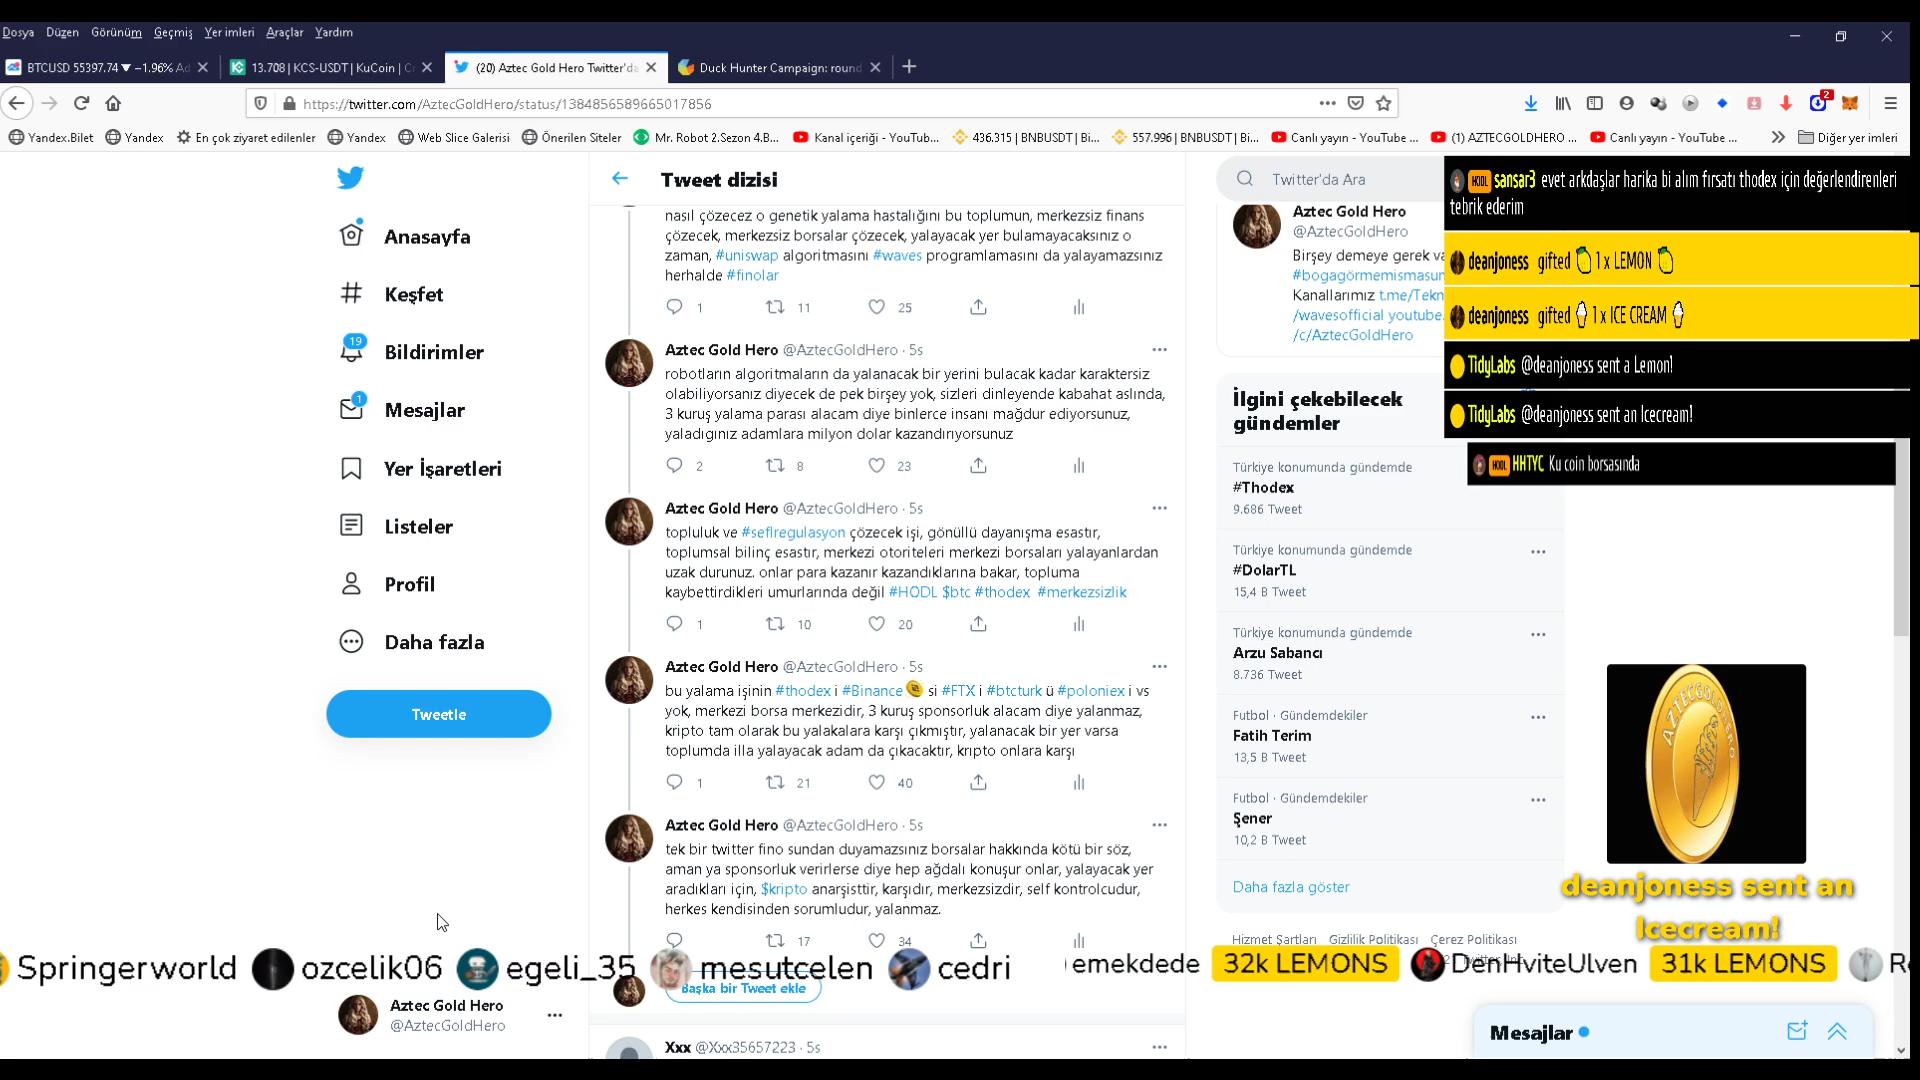 Dosya Düzen Görünüm Geçmiş Yer imleri Araçlar Yardım
BTCUSD 55397.74 ▼ −1.96% Ad
13.708 | KCS-USDT | KuCoin | Cr
(20) Aztec Gold Hero Twitter'da
Duck Hunter Campaign: round
https://twitter.com/AztecGoldHero/status/1384856589665017856
2
Yandex.Bilet Yandex En çok ziyaret edilenler Yandex Web Slice Galerisi Önerilen Siteler Mr. Robot 2.Sezon 4.B... Kanal içeriği - YouTub... 436.315 | BNBUSDT | Bi... 557.996 | BNBUSDT | Bi... Canlı yayın - YouTube ... (1) AZTECGOLDHERO ... Canlı yayın - YouTube ... Diğer yer imleri
Anasayfa
Keşfet
19
Bildirimler
1
Mesajlar
Yer İşaretleri
Listeler
Profil
Daha fazla
Tweetle
Aztec Gold Hero
@AztecGoldHero
Tweet dizisi
nasıl çözecez o genetik yalama hastalığını bu toplumun, merkezsiz finans
çözecek, merkezsiz borsalar çözecek, yalayacak yer bulamayacaksınız o
zaman, #uniswap algoritmasını #waves programlamasını da yalayamazsınız
herhalde #finolar
1 11 25
Aztec Gold Hero @AztecGoldHero · 5s
robotların algoritmaların da yalanacak bir yerini bulacak kadar karaktersiz
olabiliyorsanız diyecek de pek birşey yok, sizleri dinleyende kabahat aslında,
3 kuruş yalama parası alacam diye binlerce insanı mağdur ediyorsunuz,
yaladıgınız adamlara milyon dolar kazandırıyorsunuz
2 8 23
Aztec Gold Hero @AztecGoldHero · 5s
topluluk ve #seflregulasyon çözecek işi, gönüllü dayanışma esastır,
toplumsal bilinç esastır, merkezi otoriteleri merkezi borsaları yalayanlardan
uzak durunuz. onlar para kazanır kazandıklarına bakar, topluma
kaybettirdikleri umurlarında değil #HODL $btc #thodex #merkezsizlik
1 10 20
Aztec Gold Hero @AztecGoldHero · 5s
bu yalama işinin #thodex i #Binance si #FTX i #btcturk ü #poloniex i vs
yok, merkezi borsa merkezidir, 3 kuruş sponsorluk alacam diye yalanmaz,
kripto tam olarak bu yalakalara karşı çıkmıştır, yalanacak bir yer varsa
toplumda illa yalayacak adam da çıkacaktır, kripto onlara karşı
1 21 40
Aztec Gold Hero @AztecGoldHero · 5s
tek bir twitter fino sundan duyamazsınız borsalar hakkında kötü bir söz,
aman ya sponsorluk verirlerse diye hep ağdalı konuşur onlar, yalayacak yer
aradıkları için, $kripto anarşisttir, karşıdır, merkezsizdir, self kontrolcudur,
herkes kendisinden sorumludur, yalanmaz.
17 34
Başka bir Tweet ekle
Xxx @Xxx35657223 · 5s
Twitter'da Ara
Aztec Gold Hero
@AztecGoldHero
Birşey demeye gerek va
#bogagörmemismasun
Kanallarımız t.me/Tekn
/wavesofficial youtube.
/c/AztecGoldHero
İlgini çekebilecek
gündemler
Türkiye konumunda gündemde
#Thodex
9.686 Tweet
Türkiye konumunda gündemde
#DolarTL
15,4 B Tweet
Türkiye konumunda gündemde
Arzu Sabancı
8.736 Tweet
Futbol · Gündemdekiler
Fatih Terim
13,5 B Tweet
Futbol · Gündemdekiler
Şener
10,2 B Tweet
Daha fazla göster
Hizmet Şartları Gizlilik Politikası Çerez Politikası
Mesajlar
HODL sansar3 evet arkdaşlar harika bi alım fırsatı thodex için değerlendirenleri
tebrik ederim
deanjoness gifted 1 x LEMON
deanjoness gifted 1 x ICE CREAM
TidyLabs @deanjoness sent a Lemon!
TidyLabs @deanjoness sent an Icecream!
HODL HHTYC Ku coin borsasında
AZTECGOLDHERO
deanjoness sent an
Icecream!
Springerworld ozcelik06 egeli_35 mesutcelen cedri emekdede 32k LEMONS DenHviteUlven 31k LEMONS